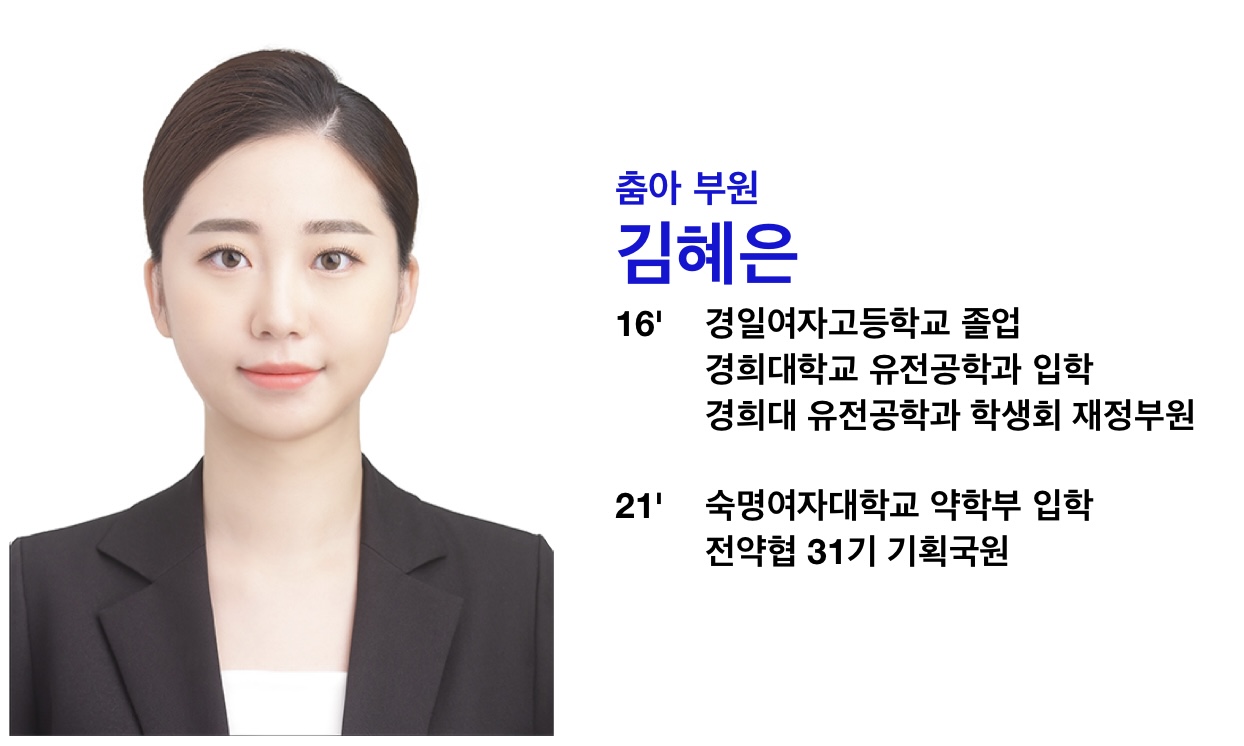 춤아 부원
김혜은
16' 경일여자고등학교 졸업
경희대학교 유전공학과 입학
경희대 유전공학과 학생회 재정부원
21' 숙명여자대학교 약학부 입학
전약협 31기 기획국원